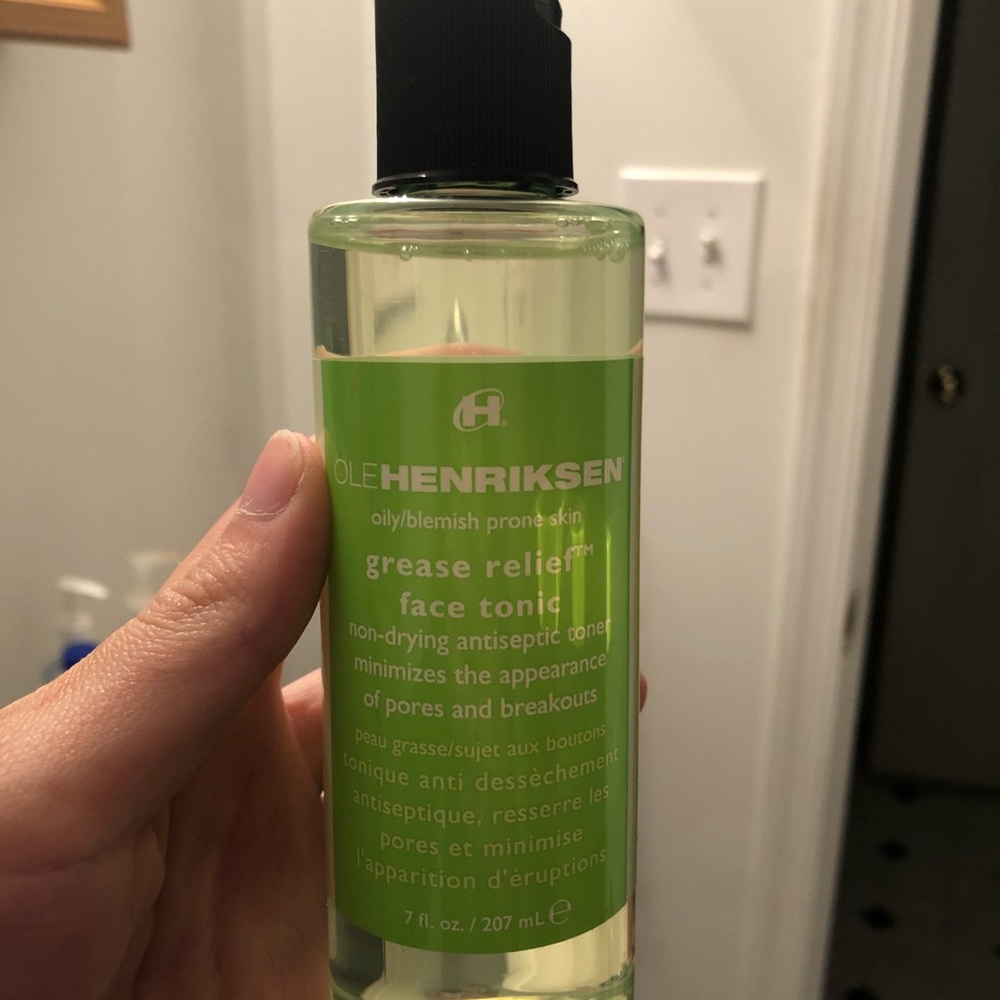 H
OLEHENRIKSEN
oily/blemish prone skin
grease relief™
face tonic
non-drying antiseptic toner
minimizes the appearance
of pores and breakouts
peau grasse/sujet aux boutons
tonique anti dessèchement
antiseptique, resserre les
pores et minimise
l'apparition d'éruptions
7 fl. oz. / 207 mL ℮